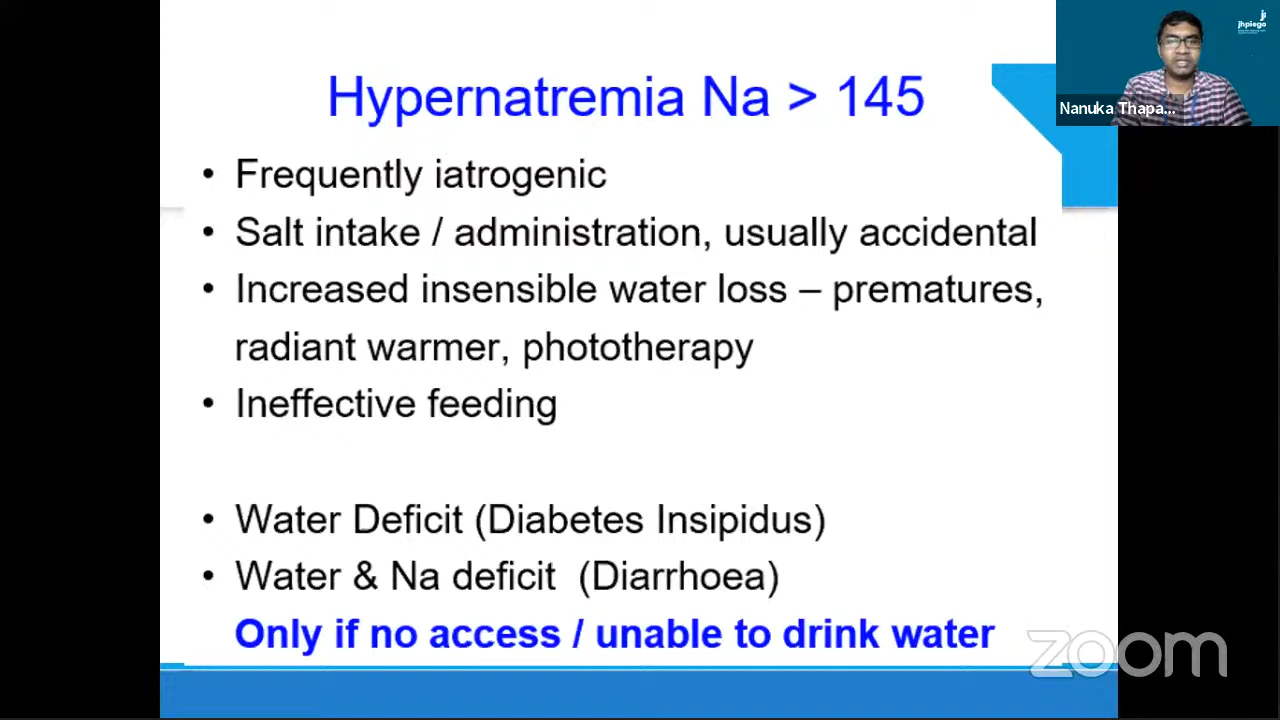 Hypernatremia Na > 145
• Frequently iatrogenic
• Salt intake / administration, usually accidental
• Increased insensible water loss – prematures,
radiant warmer, phototherapy
• Ineffective feeding
• Water Deficit (Diabetes Insipidus)
• Water & Na deficit (Diarrhoea)
Only if no access / unable to drink water
jhpiego
Nanuka Thapa...
zoom